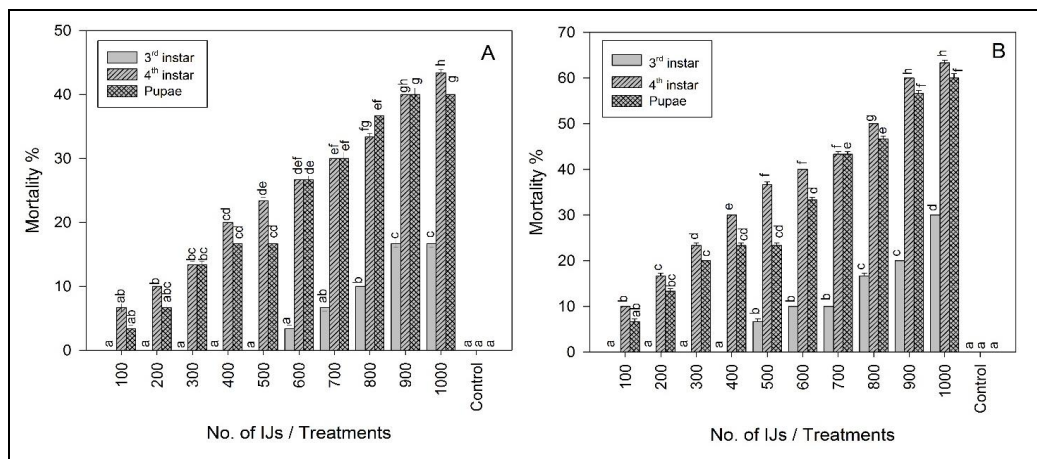 A
3rd instar
4th instar
Pupae
Mortality %
50
40
30
20
10
0
a ab ab
a b abc
a bc bc
a cd cd
a de cd
a def de
ab ef ef
b fg ef
c gh g
c h g
a a a
100 200 300 400 500 600 700 800 900 1000 Control
No. of IJs / Treatments
B
3rd instar
4th instar
Pupae
Mortality %
70
60
50
40
30
20
10
0
a b ab
a c bc
a d c
a e cd
b f cd
b f d
b f e
c g e
c h f
d h f
a a a
100 200 300 400 500 600 700 800 900 1000 Control
No. of IJs / Treatments